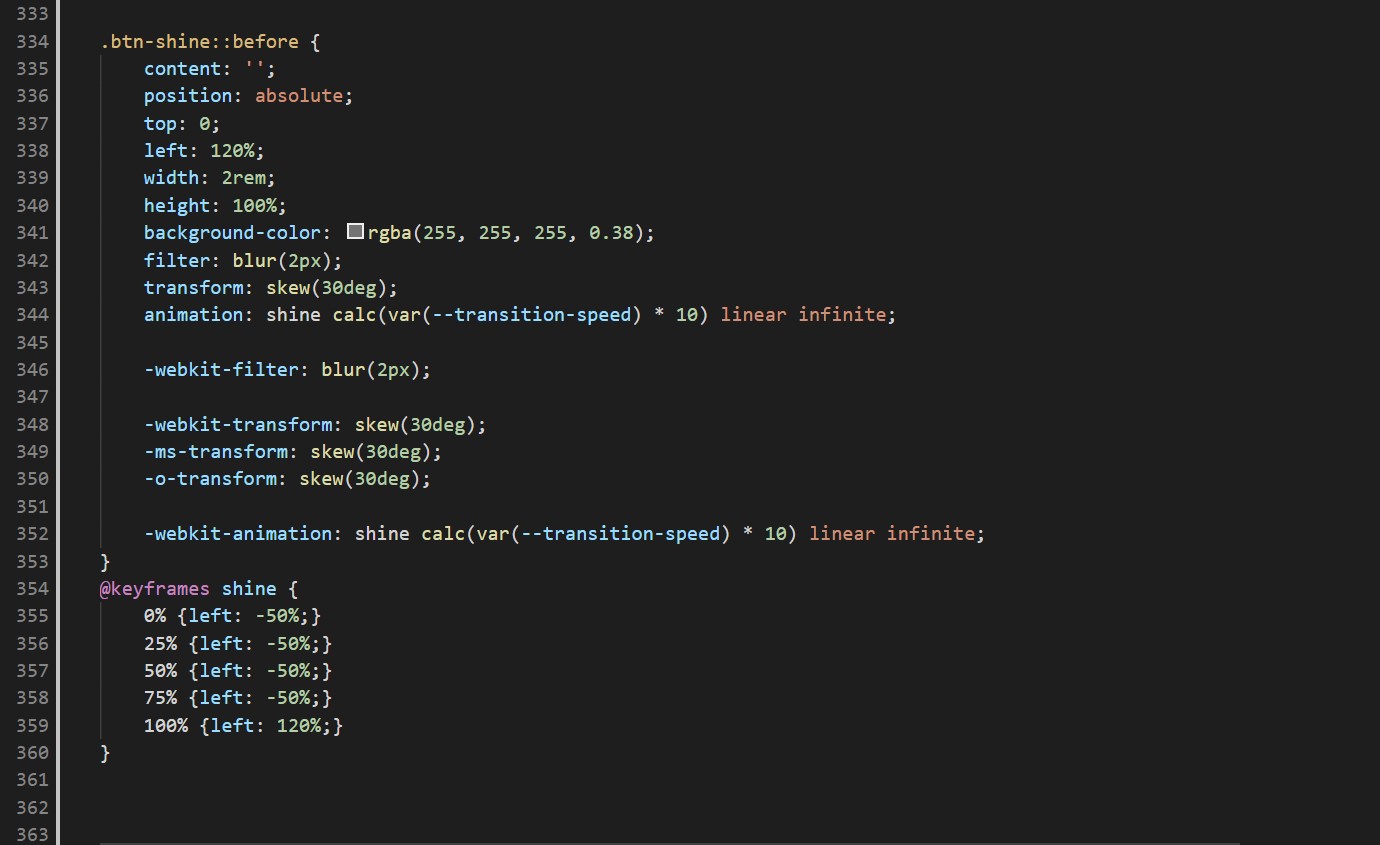 333
334 .btn-shine::before {
335 content: '';
336 position: absolute;
337 top: 0;
338 left: 120%;
339 width: 2rem;
340 height: 100%;
341 background-color: rgba(255, 255, 255, 0.38);
342 filter: blur(2px);
343 transform: skew(30deg);
344 animation: shine calc(var(--transition-speed) * 10) linear infinite;
345
346 -webkit-filter: blur(2px);
347
348 -webkit-transform: skew(30deg);
349 -ms-transform: skew(30deg);
350 -o-transform: skew(30deg);
351
352 -webkit-animation: shine calc(var(--transition-speed) * 10) linear infinite;
353 }
354 @keyframes shine {
355 0% {left: -50%;}
356 25% {left: -50%;}
357 50% {left: -50%;}
358 75% {left: -50%;}
359 100% {left: 120%;}
360 }
361
362
363